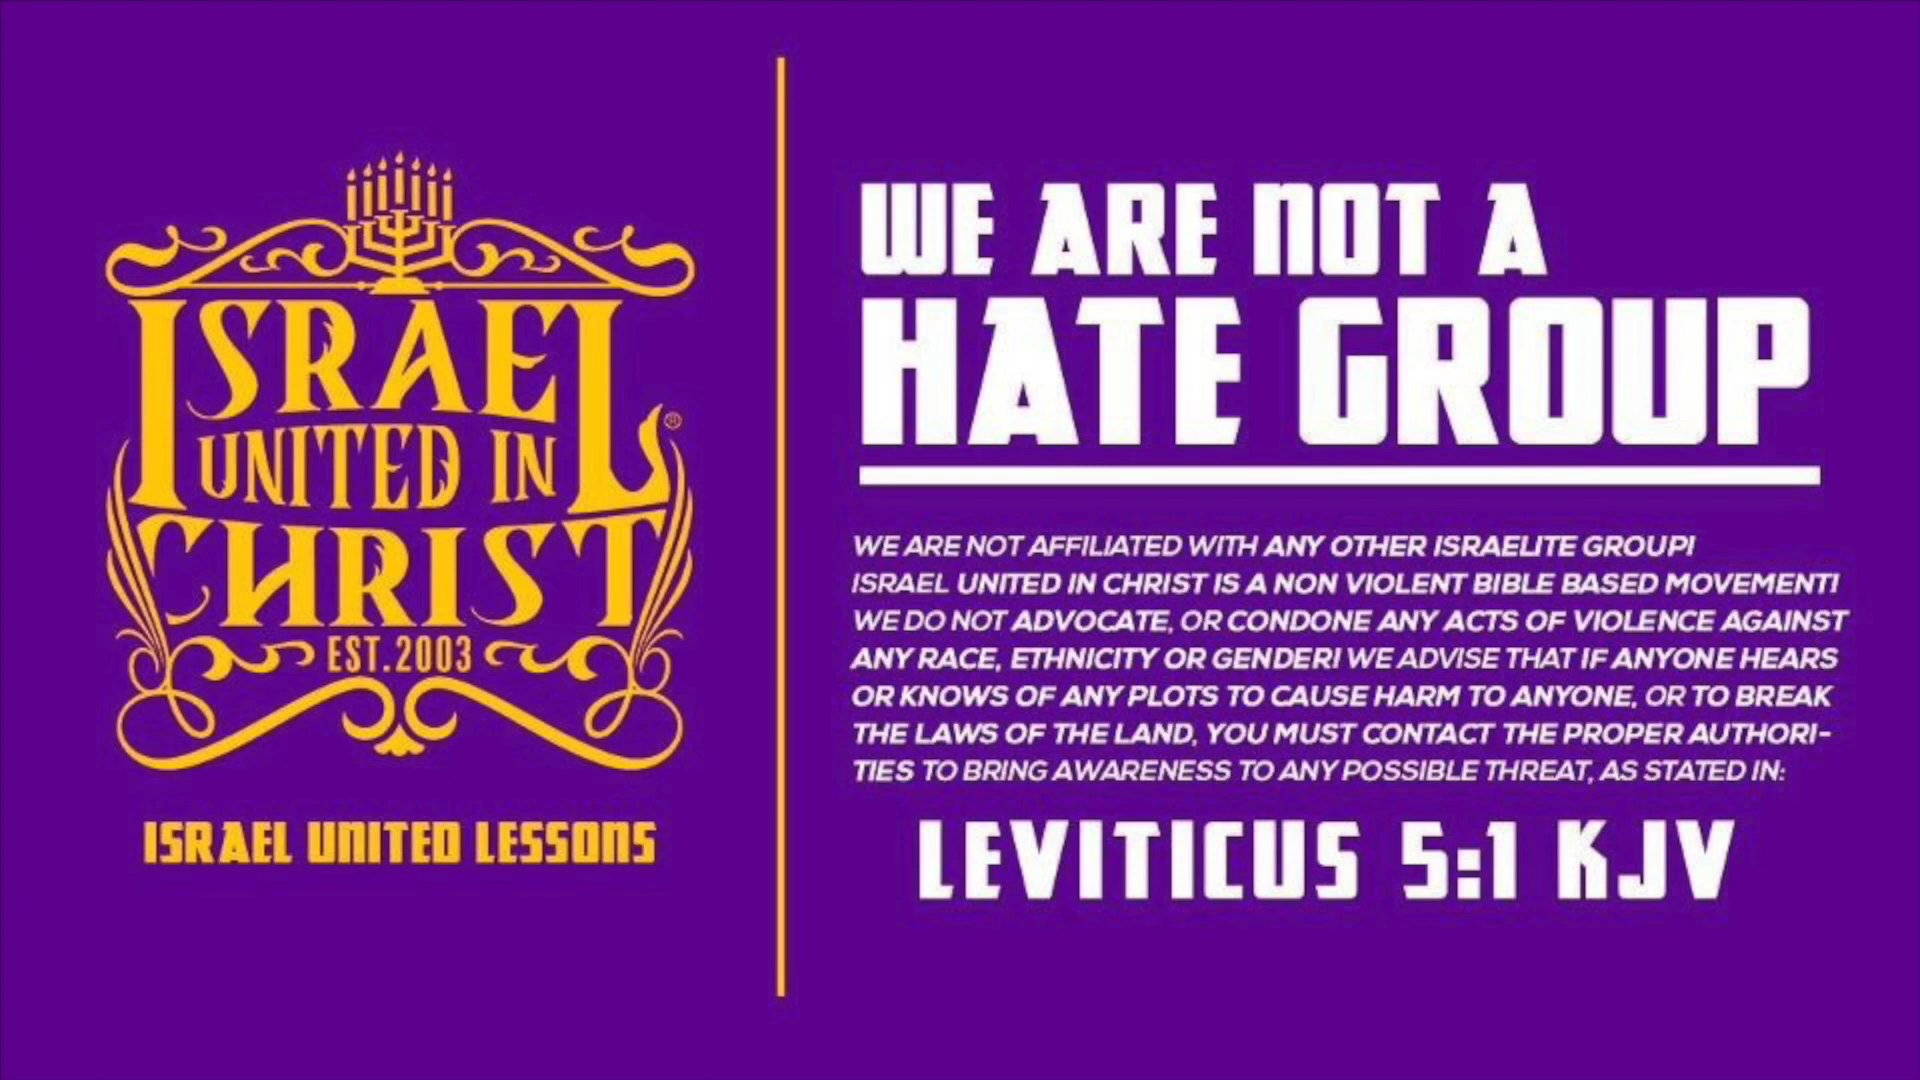 ISRAEL
UNITED IN
CHRIST®
EST.2003
ISRAEL UNITED LESSONS
WE ARE NOT A
HATE GROUP
WE ARE NOT AFFILIATED WITH ANY OTHER ISRAELITE GROUP!
ISRAEL UNITED IN CHRIST IS A NON VIOLENT BIBLE BASED MOVEMENT!
WE DO NOT ADVOCATE, OR CONDONE ANY ACTS OF VIOLENCE AGAINST
ANY RACE, ETHNICITY OR GENDER! WE ADVISE THAT IF ANYONE HEARS
OR KNOWS OF ANY PLOTS TO CAUSE HARM TO ANYONE, OR TO BREAK
THE LAWS OF THE LAND, YOU MUST CONTACT THE PROPER AUTHORI-
TIES TO BRING AWARENESS TO ANY POSSIBLE THREAT, AS STATED IN:
LEVITICUS 5:1 KJV